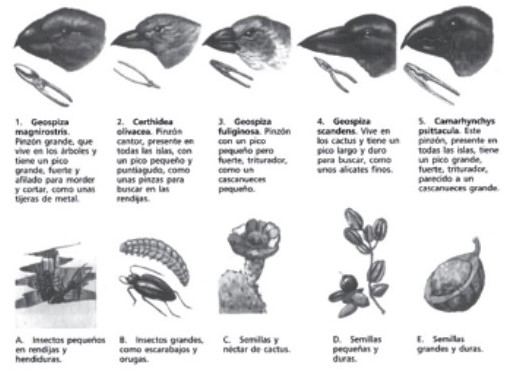 1. Geospiza
magnirostris.
Pinzón grande, que
vive en los árboles y
tiene un pico
grande, fuerte y
afilado para morder
y cortar, como unas
tijeras de metal.
2. Certhidea
olivacea. Pinzón
cantor, presente en
todas las islas, con
un pico pequeño y
puntiagudo, como
unas pinzas para
buscar en las
rendijas.
3. Geospiza
fuliginosa. Pinzón
con un pico
pequeño pero
fuerte, triturador,
como un
cascanueces
pequeño.
4. Geospiza
scandens. Vive en
los cactus y tiene un
pico largo y duro
para buscar, como
unos alicates finos.
5. Camarhynchys
psittacula. Este
pinzón, presente en
todas las islas, tiene
un pico grande,
fuerte, triturador,
parecido a un
cascanueces grande.
A. Insectos pequeños
en rendijas y
hendiduras.
B. Insectos grandes,
como escarabajos y
orugas.
C. Semillas y
néctar de cactus.
D. Semillas
pequeñas y
duras.
E. Semillas
grandes y duras.